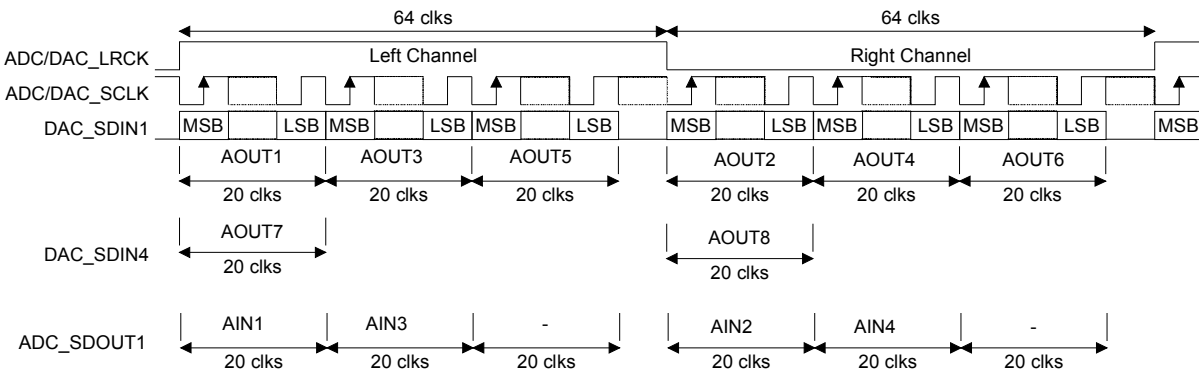 64 clks 64 clks
ADC/DAC_LRCK Left Channel Right Channel
ADC/DAC_SCLK
DAC_SDIN1 MSB LSB MSB LSB MSB LSB MSB LSB MSB LSB MSB LSB MSB
AOUT1 AOUT3 AOUT5 AOUT2 AOUT4 AOUT6
20 clks 20 clks 20 clks 20 clks 20 clks 20 clks
DAC_SDIN4 AOUT7 AOUT8
20 clks 20 clks
ADC_SDOUT1 AIN1 AIN3 - AIN2 AIN4 -
20 clks 20 clks 20 clks 20 clks 20 clks 20 clks